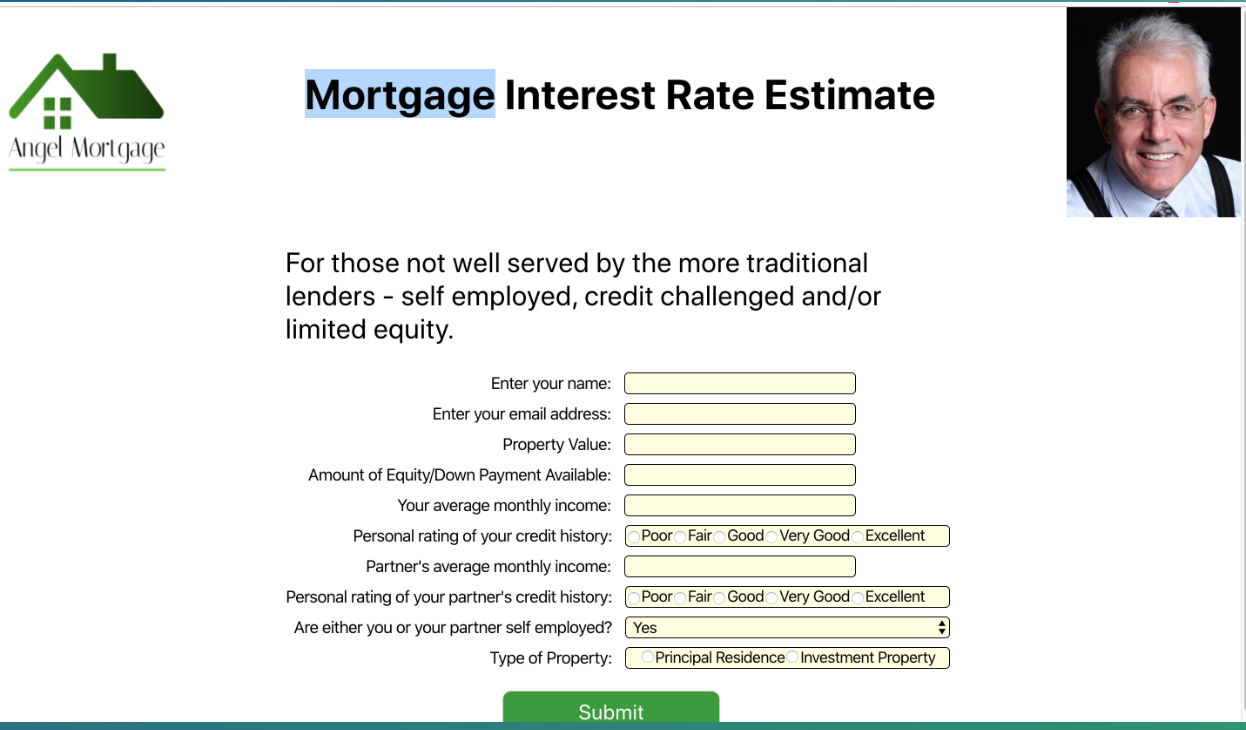 Angel Mortgage
Mortgage Interest Rate Estimate
For those not well served by the more traditional
lenders - self employed, credit challenged and/or
limited equity.
Enter your name:
Enter your email address:
Property Value:
Amount of Equity/Down Payment Available:
Your average monthly income:
Personal rating of your credit history: Poor Fair Good Very Good Excellent
Partner's average monthly income:
Personal rating of your partner's credit history: Poor Fair Good Very Good Excellent
Are either you or your partner self employed? Yes
Type of Property: Principal Residence Investment Property
Submit